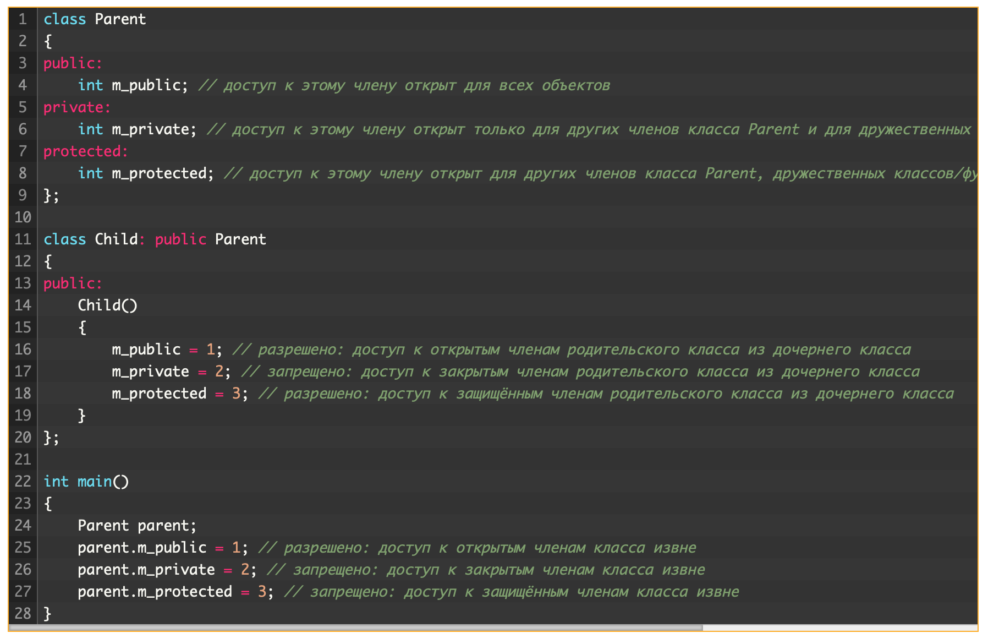 1 class Parent
2 {
3 public:
4 int m_public; // доступ к этому члену открыт для всех объектов
5 private:
6 int m_private; // доступ к этому члену открыт только для других членов класса Parent и для дружественных
7 protected:
8 int m_protected; // доступ к этому члену открыт для других членов класса Parent, дружественных классов/фу
9 };
10
11 class Child: public Parent
12 {
13 public:
14 Child()
15 {
16 m_public = 1; // разрешено: доступ к открытым членам родительского класса из дочернего класса
17 m_private = 2; // запрещено: доступ к закрытым членам родительского класса из дочернего класса
18 m_protected = 3; // разрешено: доступ к защищённым членам родительского класса из дочернего класса
19 }
20 };
21
22 int main()
23 {
24 Parent parent;
25 parent.m_public = 1; // разрешено: доступ к открытым членам класса извне
26 parent.m_private = 2; // запрещено: доступ к закрытым членам класса извне
27 parent.m_protected = 3; // запрещено: доступ к защищённым членам класса извне
28 }